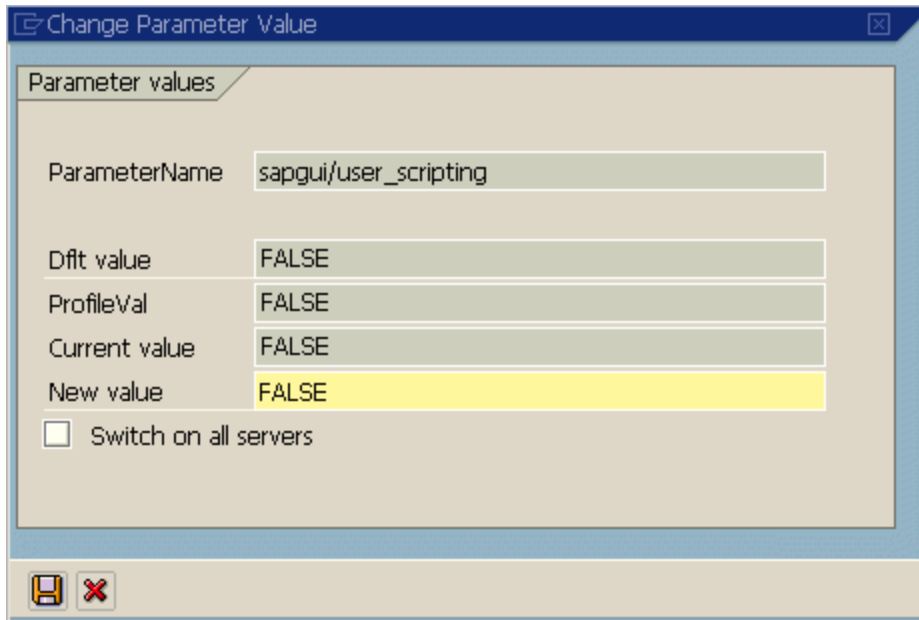 Change Parameter Value
Parameter values
ParameterName sapgui/user_scripting
Dflt value FALSE
ProfileVal FALSE
Current value FALSE
New value FALSE
Switch on all servers